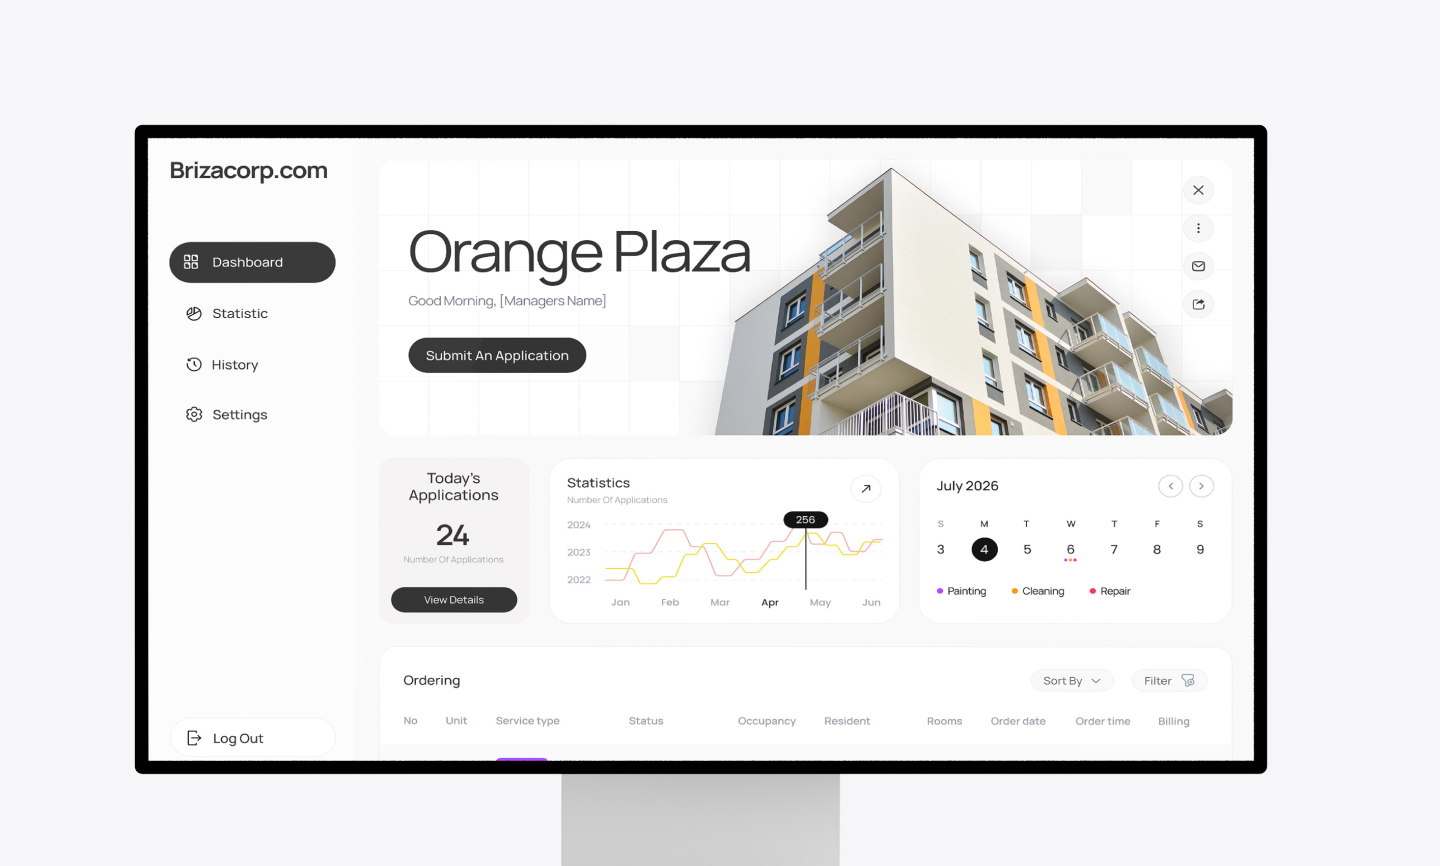 Brizacorp.com
Dashboard
Statistic
History
Settings
Log Out
Orange Plaza
Good Morning, [Managers Name]
Submit An Application
Today's
Applications
24
Number Of Applications
View Details
Statistics
Number Of Applications
256
2024
2023
2022
Jan Feb Mar Apr May Jun
July 2026
S M T W T F S
3 4 5 6 7 8 9
Painting Cleaning Repair
Ordering
Sort By Filter
No Unit Service type Status Occupancy Resident Rooms Order date Order time Billing